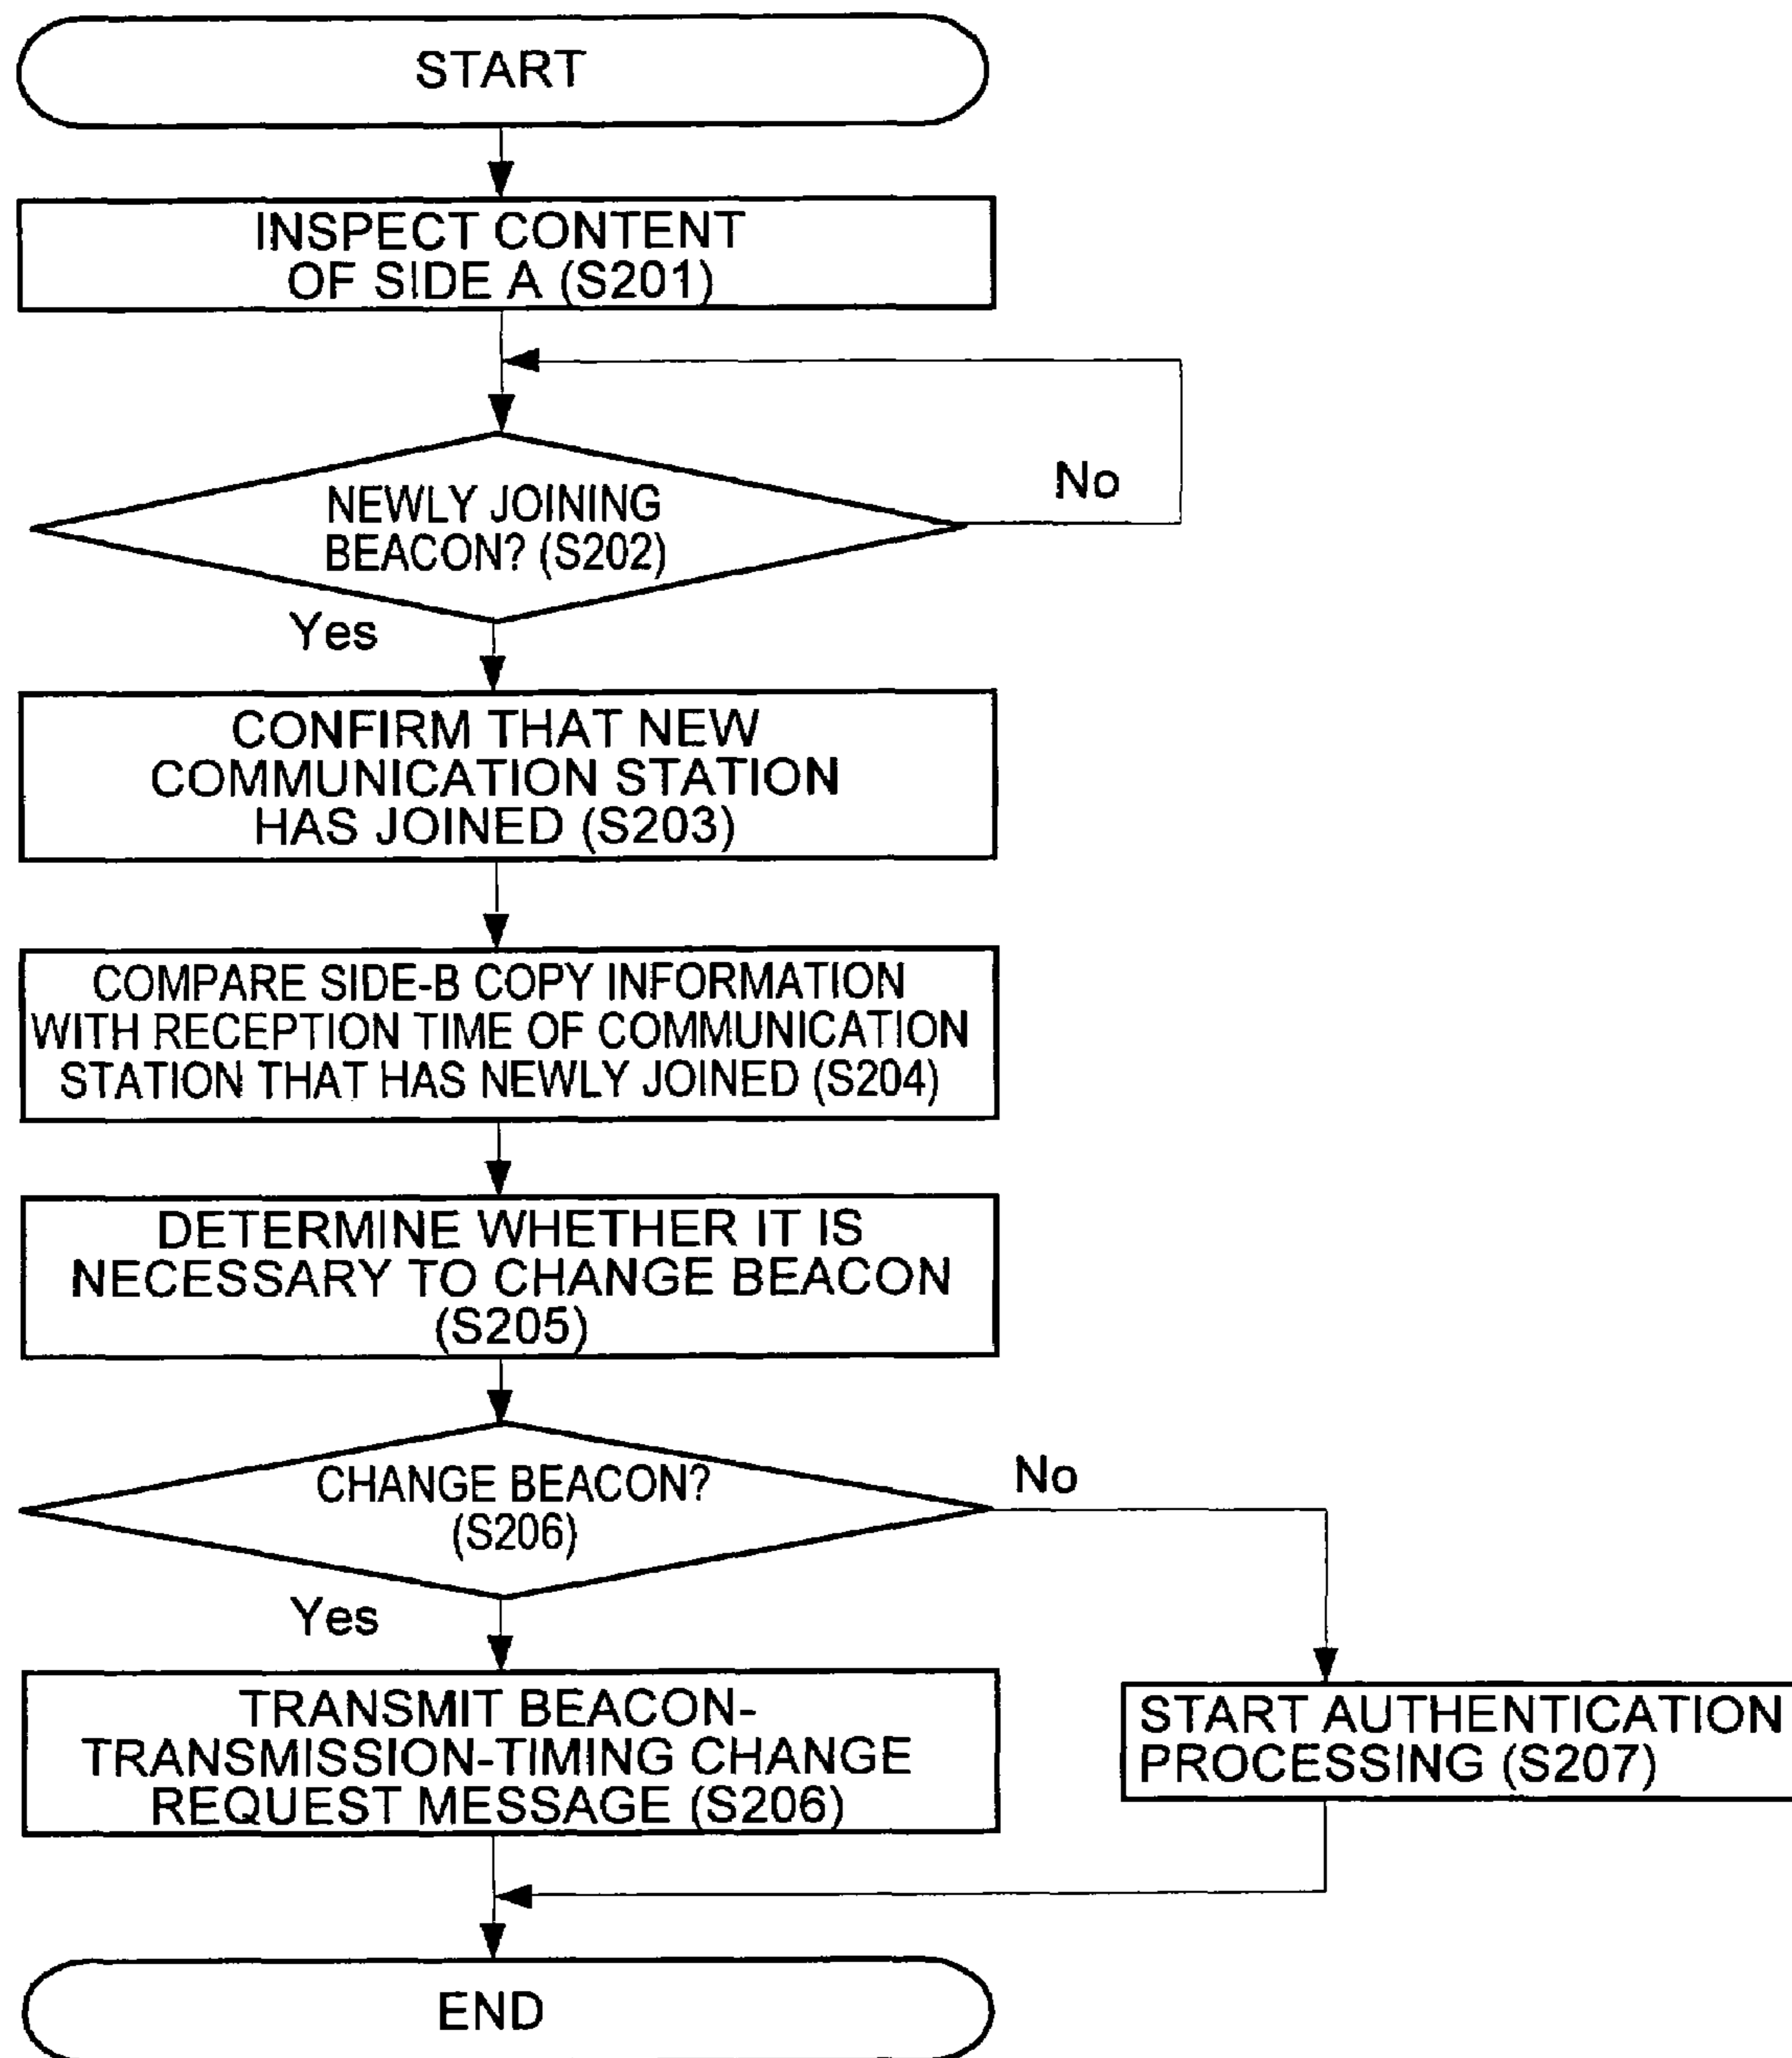 START
INSPECT CONTENT
OF SIDE A (S201)
NEWLY JOINING
BEACON? (S202)
No
Yes
CONFIRM THAT NEW
COMMUNICATION STATION
HAS JOINED (S203)
COMPARE SIDE-B COPY INFORMATION
WITH RECEPTION TIME OF COMMUNICATION
STATION THAT HAS NEWLY JOINED (S204)
DETERMINE WHETHER IT IS
NECESSARY TO CHANGE BEACON
(S205)
CHANGE BEACON?
(S206)
No
Yes
TRANSMIT BEACON-
TRANSMISSION-TIMING CHANGE
REQUEST MESSAGE (S206)
START AUTHENTICATION
PROCESSING (S207)
END